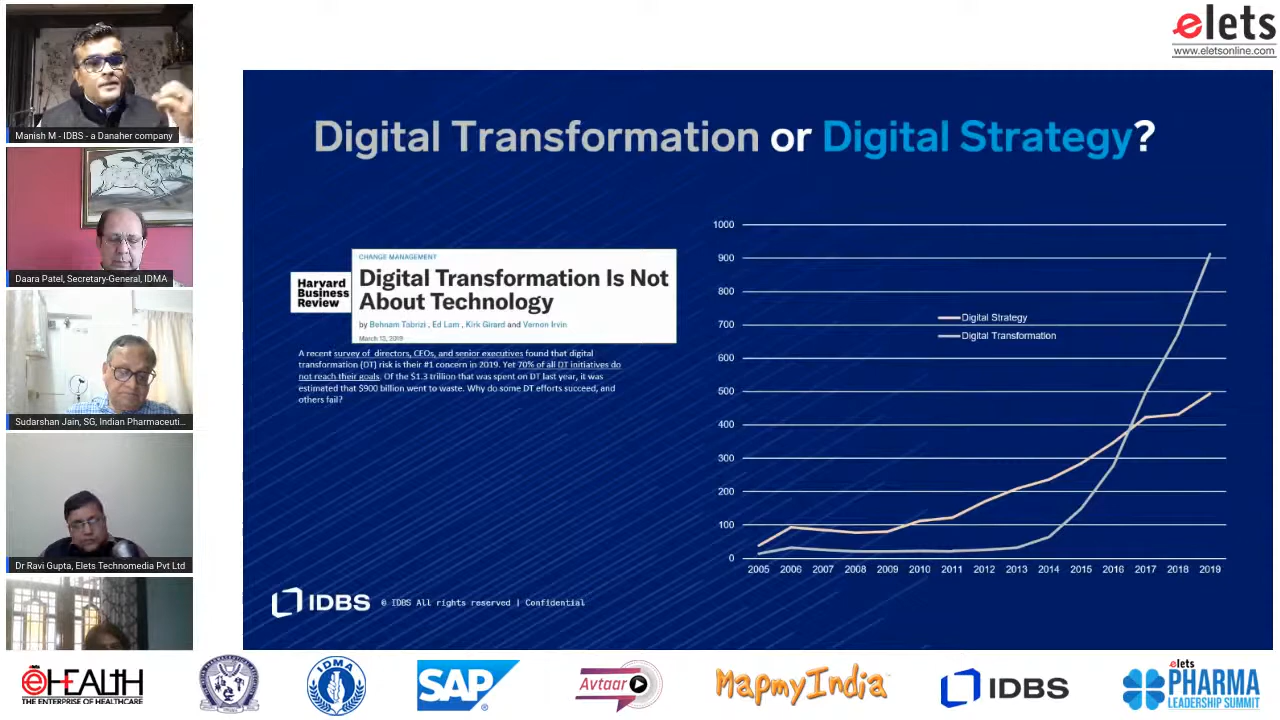 elets
www.eletsonline.com
Manish M - IDBS - a Danaher company
Daara Patel, Secretary-General, IDMA
Sudarshan Jain, SG, Indian Pharmaceuti...
Dr Ravi Gupta, Elets Technomedia Pvt Ltd
Digital Transformation or Digital Strategy?
Harvard
Business
Review
CHANGE MANAGEMENT
Digital Transformation Is Not
About Technology
by Behnam Tabrizi , Ed Lam , Kirk Girard and Vernon Irvin
March 13, 2019
A recent survey of directors, CEOs, and senior executives found that digital
transformation (DT) risk is their #1 concern in 2019. Yet 70% of all DT initiatives do
not reach their goals. Of the $1.3 trillion that was spent on DT last year, it was
estimated that $900 billion went to waste. Why do some DT efforts succeed, and
others fail?
1000
900
800
700
600
500
400
300
200
100
0
Digital Strategy
Digital Transformation
2005 2006 2007 2008 2009 2010 2011 2012 2013 2014 2015 2016 2017 2018 2019
IDBS © IDBS All rights reserved | Confidential
elets
eHEALTH
THE ENTERPRISE OF HEALTHCARE
IDMA
SAP
Avtaar
MapmyIndia
IDBS
elets
PHARMA
LEADERSHIP SUMMIT